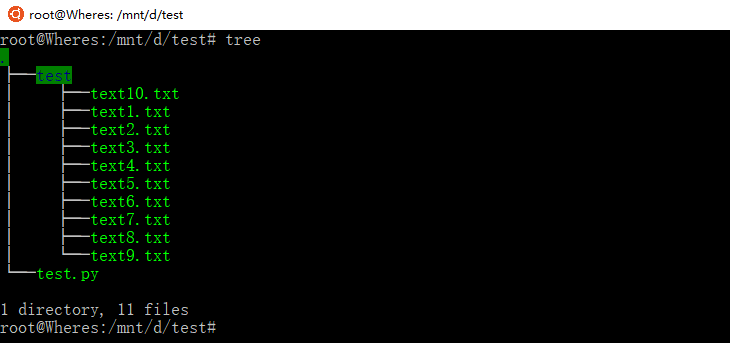 root@Wheres: /mnt/d/test
root@Wheres:/mnt/d/test# tree
.
├──test
│   ├──text10.txt
│   ├──text1.txt
│   ├──text2.txt
│   ├──text3.txt
│   ├──text4.txt
│   ├──text5.txt
│   ├──text6.txt
│   ├──text7.txt
│   ├──text8.txt
│   └──text9.txt
└──test.py
1 directory, 11 files
root@Wheres:/mnt/d/test#